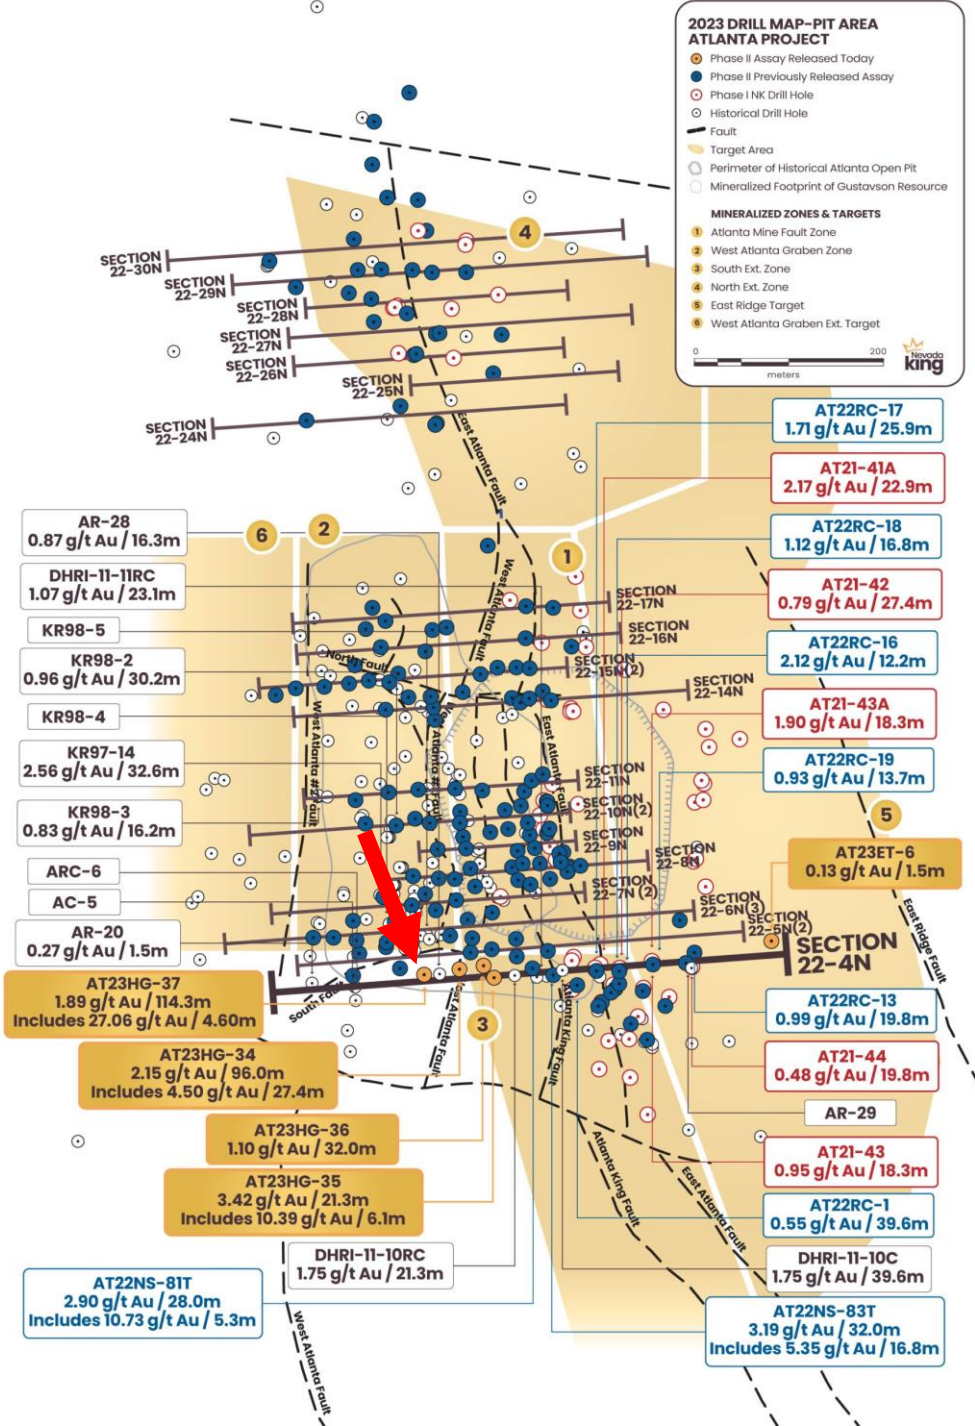 2023 DRILL MAP-PIT AREA
ATLANTA PROJECT
Phase II Assay Released Today
Phase II Previously Released Assay
Phase I NK Drill Hole
Historical Drill Hole
Fault
Target Area
Perimeter of Historical Atlanta Open Pit
Mineralized Footprint of Gustavson Resource
MINERALIZED ZONES & TARGETS
1 Atlanta Mine Fault Zone
2 West Atlanta Graben Zone
3 South Ext. Zone
4 North Ext. Zone
5 East Ridge Target
6 West Atlanta Graben Ext. Target
0 200
meters
Nevada
king
4
SECTION
22-30N
SECTION
22-29N
SECTION
22-28N
SECTION
22-27N
SECTION
22-26N
SECTION
22-25N
SECTION
22-24N
East Atlanta Fault
AT22RC-17
1.71 g/t Au / 25.9m
AT21-41A
2.17 g/t Au / 22.9m
AT22RC-18
1.12 g/t Au / 16.8m
AT21-42
0.79 g/t Au / 27.4m
AT22RC-16
2.12 g/t Au / 12.2m
AT21-43A
1.90 g/t Au / 18.3m
AT22RC-19
0.93 g/t Au / 13.7m
5
AT23ET-6
0.13 g/t Au / 1.5m
East Ridge Fault
AR-28
0.87 g/t Au / 16.3m
DHRI-11-11RC
1.07 g/t Au / 23.1m
KR98-5
KR98-2
0.96 g/t Au / 30.2m
KR98-4
KR97-14
2.56 g/t Au / 32.6m
KR98-3
0.83 g/t Au / 16.2m
ARC-6
AC-5
AR-20
0.27 g/t Au / 1.5m
6
2
1
West Atlanta Fault
SECTION
22-17N
SECTION
22-16N
North Fault
SECTION
22-15N(2)
SECTION
22-14N
West Atlanta #2 Fault
East Atlanta Fault
SECTION
22-11N
SECTION
22-10N(2)
SECTION
22-9N
SECTION
22-8N
SECTION
22-7N (2)
SECTION
22-6N(3)
SECTION
22-5N(2)
SECTION
22-4N
South Fault
West Atlanta Fault
3
Atlanta King Fault
AT23HG-37
1.89 g/t Au / 114.3m
Includes 27.06 g/t Au / 4.60m
AT23HG-34
2.15 g/t Au / 96.0m
Includes 4.50 g/t Au / 27.4m
AT23HG-36
1.10 g/t Au / 32.0m
AT23HG-35
3.42 g/t Au / 21.3m
Includes 10.39 g/t Au / 6.1m
DHRI-11-10RC
1.75 g/t Au / 21.3m
AT22NS-81T
2.90 g/t Au / 28.0m
Includes 10.73 g/t Au / 5.3m
West Atlanta Fault
Atlanta King Fault
East Atlanta Fault
AT22RC-13
0.99 g/t Au / 19.8m
AT21-44
0.48 g/t Au / 19.8m
AR-29
AT21-43
0.95 g/t Au / 18.3m
AT22RC-1
0.55 g/t Au / 39.6m
DHRI-11-10C
1.75 g/t Au / 39.6m
AT22NS-83T
3.19 g/t Au / 32.0m
Includes 5.35 g/t Au / 16.8m